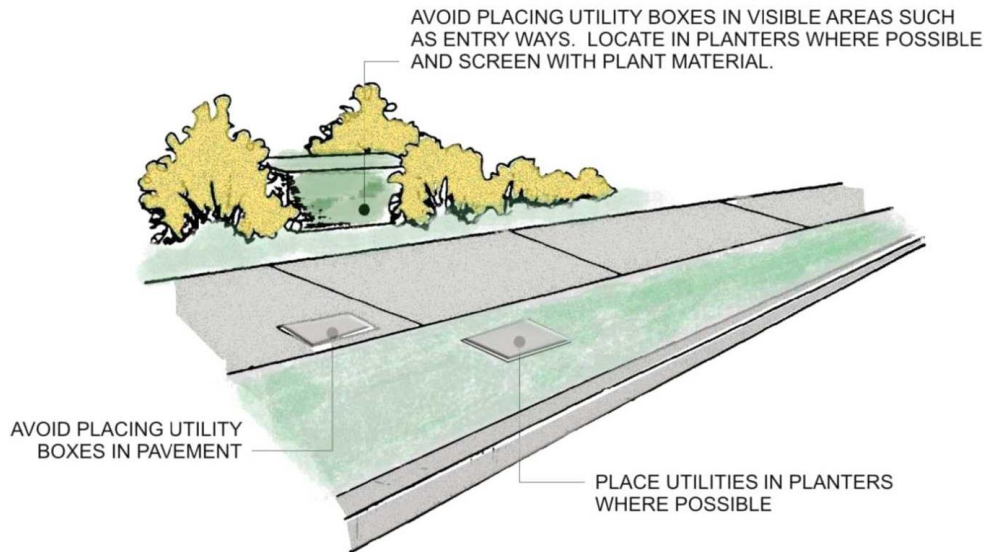 AVOID PLACING UTILITY BOXES IN VISIBLE AREAS SUCH
AS ENTRY WAYS. LOCATE IN PLANTERS WHERE POSSIBLE
AND SCREEN WITH PLANT MATERIAL.
AVOID PLACING UTILITY
BOXES IN PAVEMENT
PLACE UTILITIES IN PLANTERS
WHERE POSSIBLE